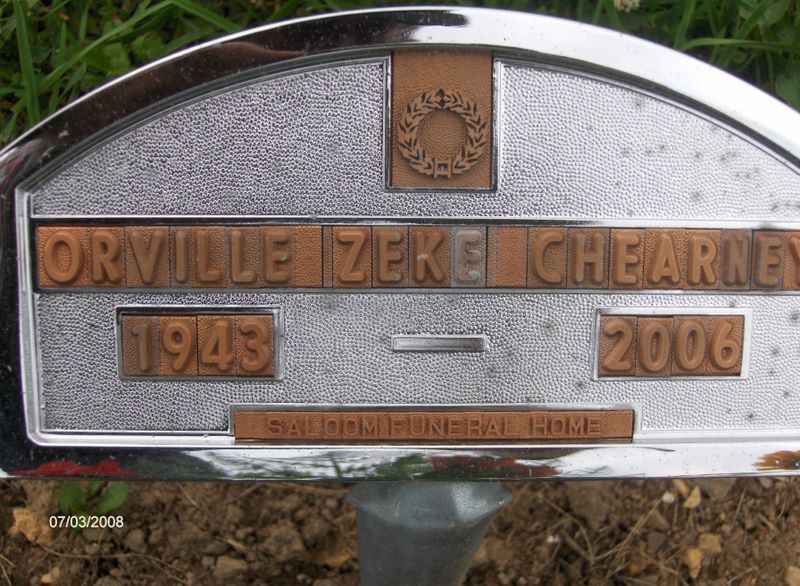 ORVILLE ZEKE CHEARNEY
1943 — 2006
SALOOM FUNERAL HOME
07/03/2008